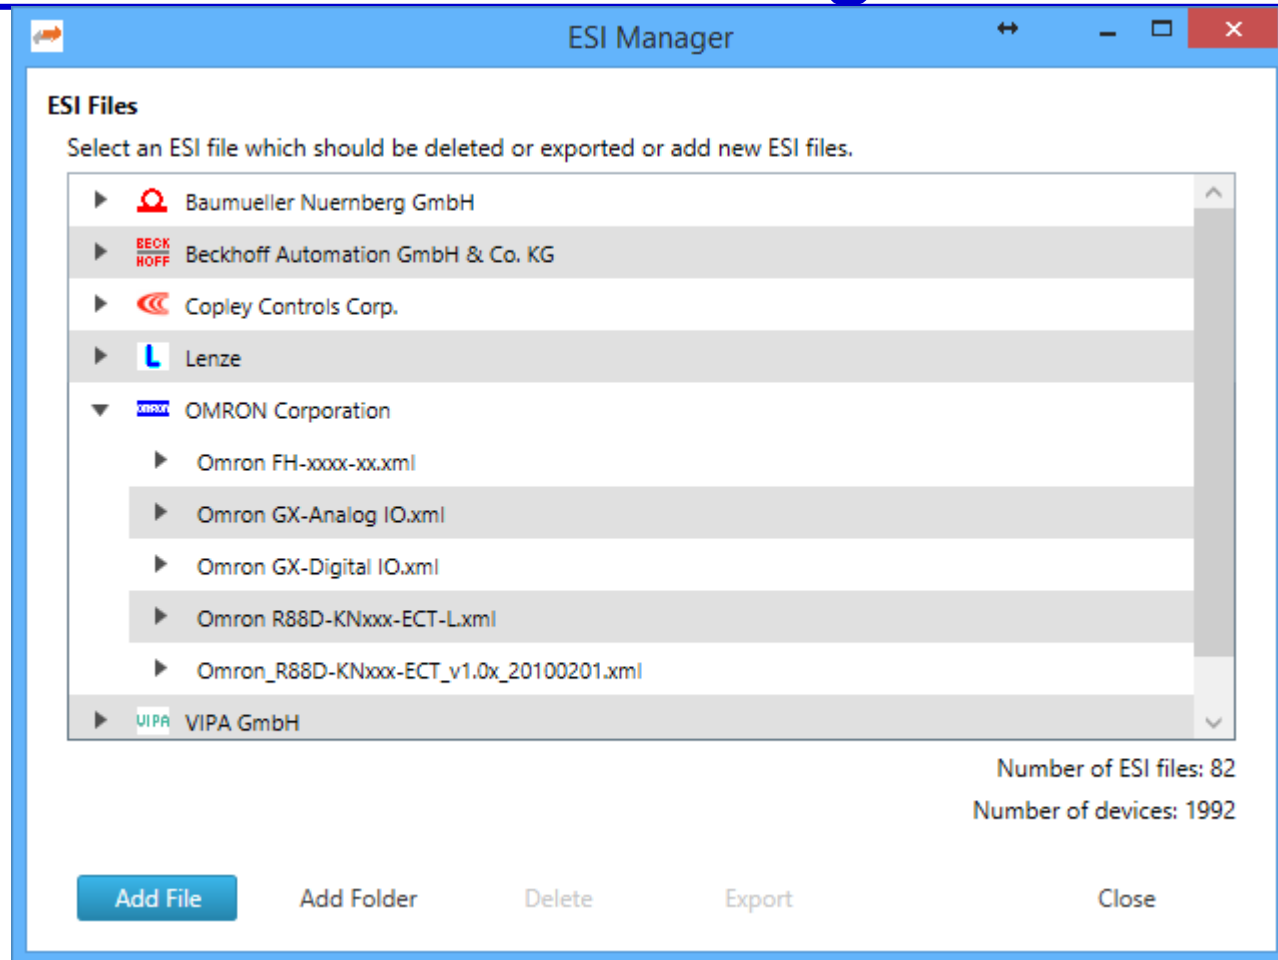 ESI Manager
ESI Files
Select an ESI file which should be deleted or exported or add new ESI files.
Baumueller Nuernberg GmbH
BECK
HOFF
Beckhoff Automation GmbH & Co. KG
Copley Controls Corp.
L
Lenze
OMRON
OMRON Corporation
Omron FH-xxxx-xx.xml
Omron GX-Analog IO.xml
Omron GX-Digital IO.xml
Omron R88D-KNxxx-ECT-L.xml
Omron_R88D-KNxxx-ECT_v1.0x_20100201.xml
VIPA
VIPA GmbH
Number of ESI files: 82
Number of devices: 1992
Add File
Add Folder
Delete
Export
Close